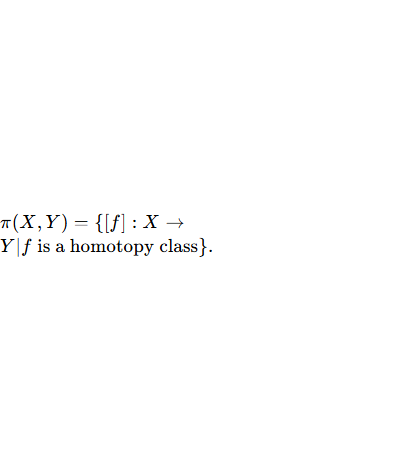 π(X, Y) = {[f] : X →
Y|f is a homotopy class}.